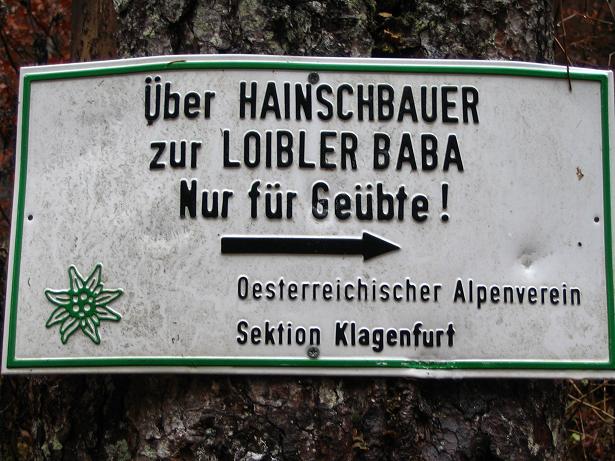 Über HAINSCHBAUER
zur LOIBLER BABA
Nur für Geübte!
Oesterreichischer Alpenverein
Sektion Klagenfurt